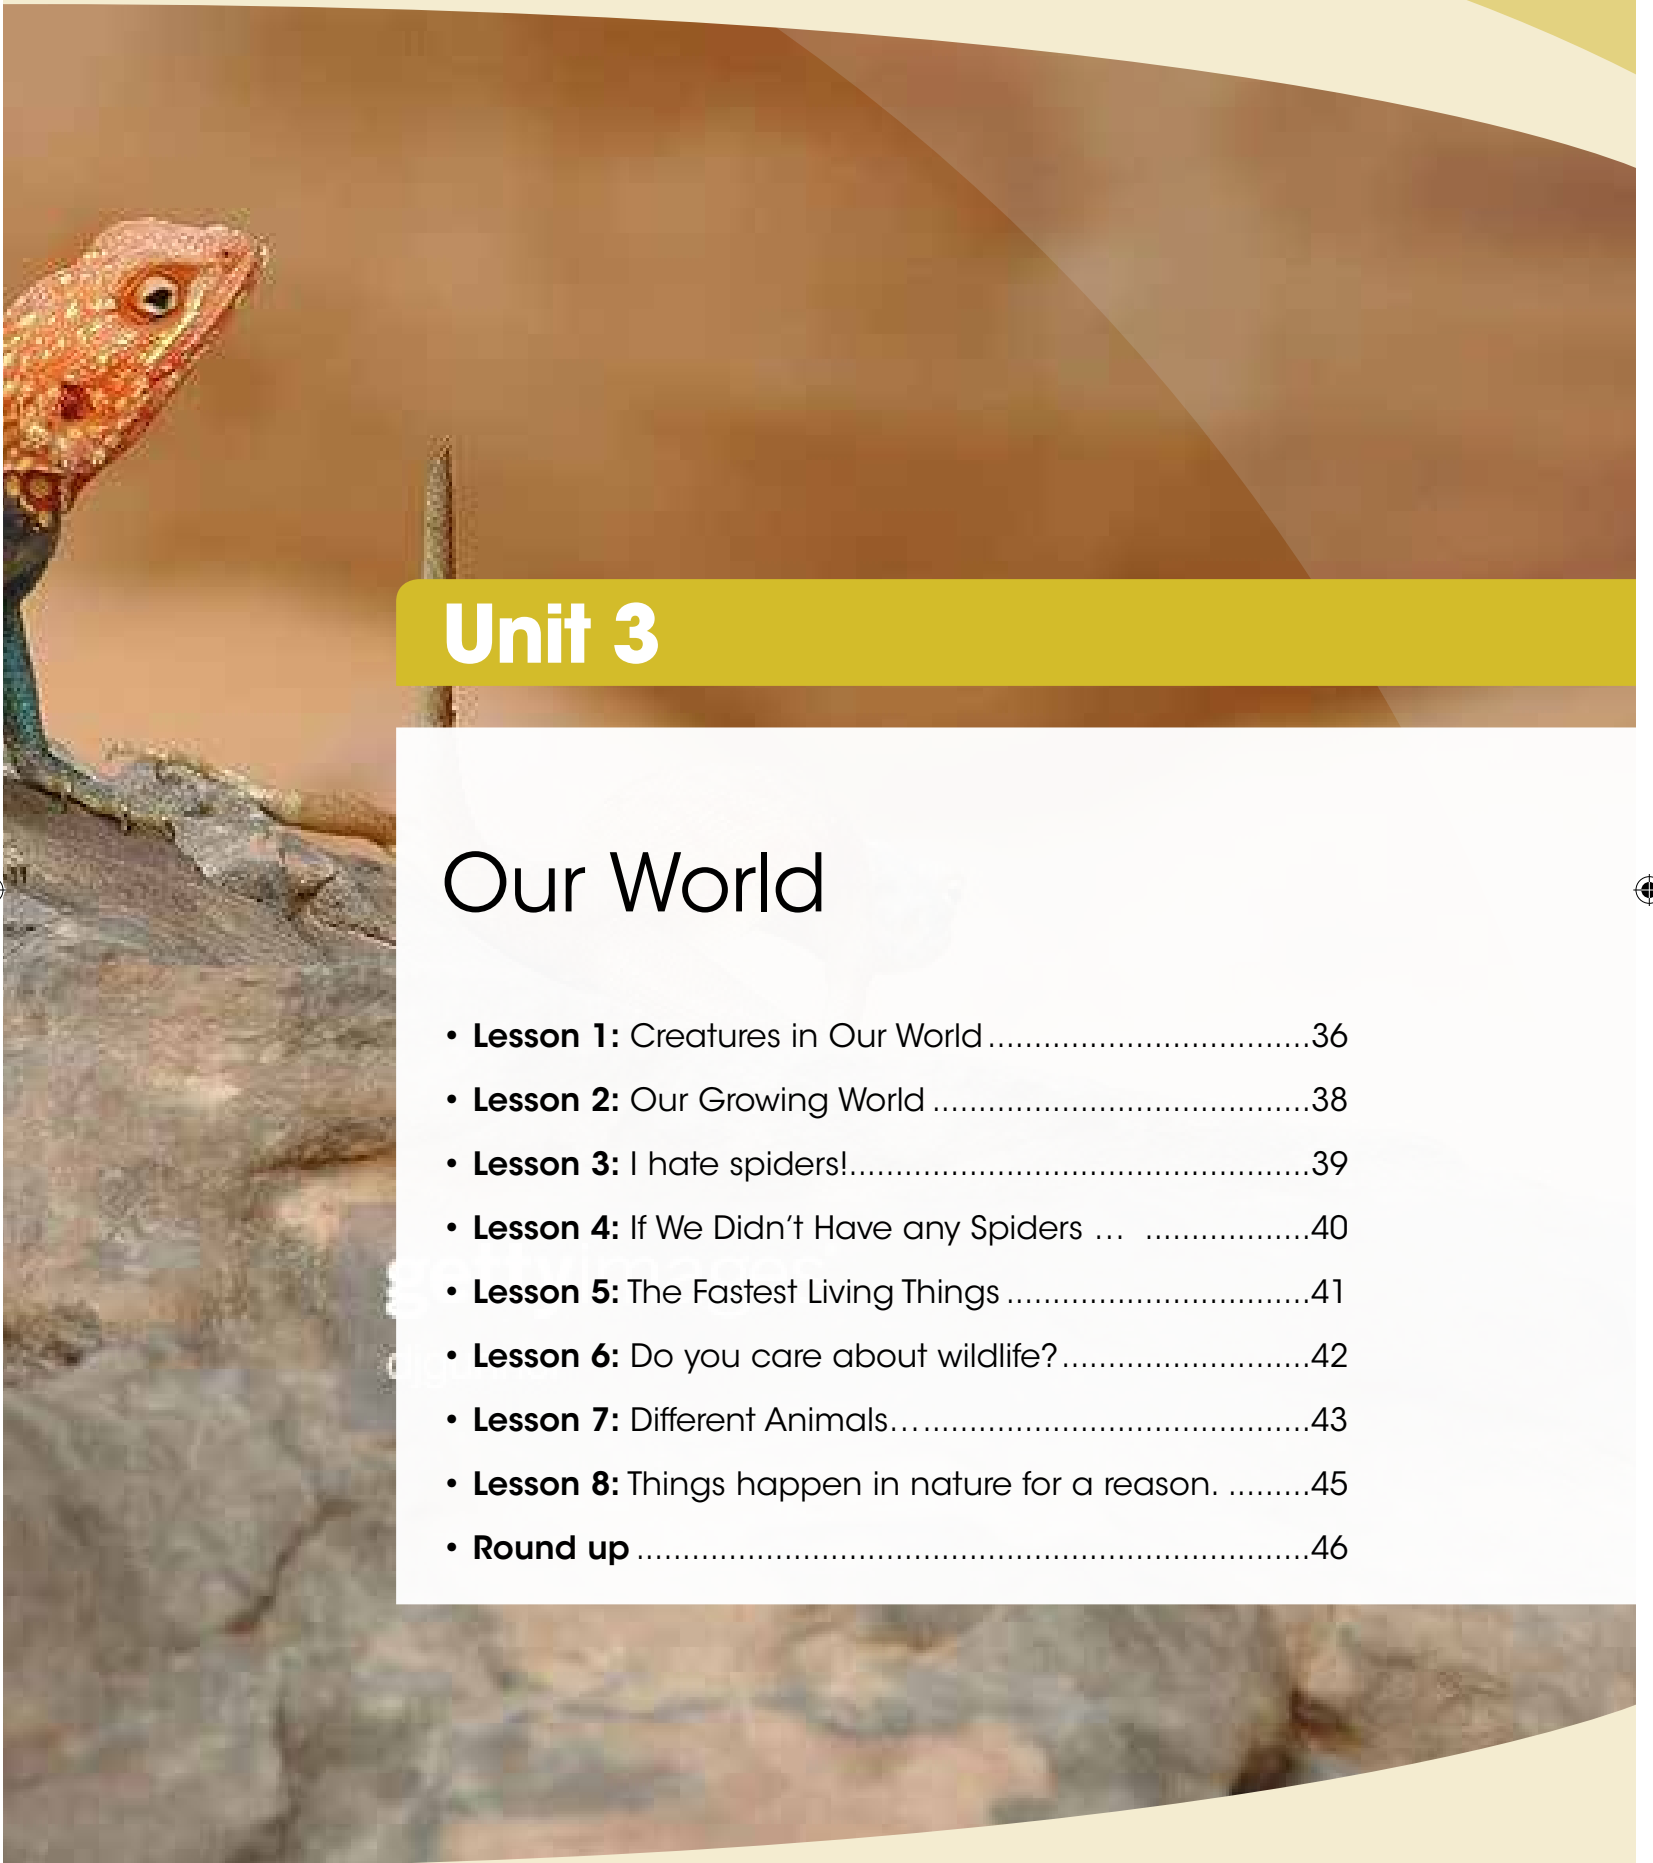 Unit 3
Our World
• Lesson 1: Creatures in Our World....................................36
• Lesson 2: Our Growing World..........................................38
• Lesson 3: I hate spiders!...................................................39
• Lesson 4: If We Didn't Have any Spiders ... ..................40
gettyimages
• Lesson 5: The Fastest Living Things.................................41
• Lesson 6: Do you care about wildlife?...........................42
• Lesson 7: Different Animals..............................................43
• Lesson 8: Things happen in nature for a reason. .........45
• Round up..........................................................................46